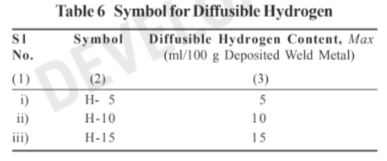 Table 6 Symbol for Diffusible Hydrogen
Sl No. Symbol Diffusible Hydrogen Content, Max (ml/100 g Deposited Weld Metal)
(1) (2) (3)
i) H- 5 5
ii) H-10 10
iii) H-15 15